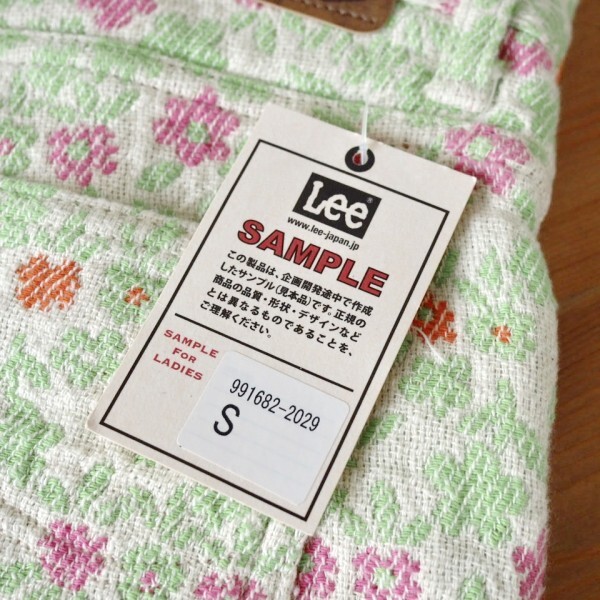 Lee®
www.lee-japan.jp
SAMPLE
この製品は、企画開発途中で作成
したサンプル(見本品)です。正規の
商品の品質・形状・デザインなど
とは異なるものであることを、
ご理解ください。
SAMPLE
FOR
LADIES
991682-2029
S